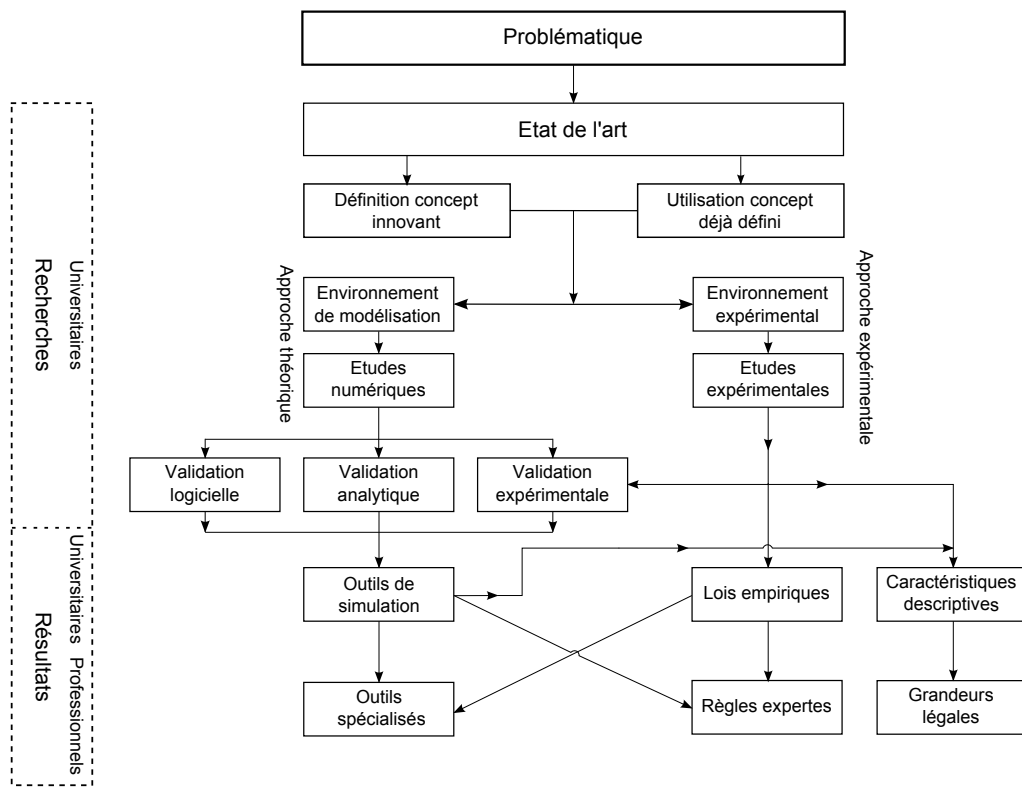 Problématique
Etat de l'art
Définition concept
innovant
Utilisation concept
déjà défini
Universitaires
Recherches
Approche théorique
Environnement
de modélisation
Environnement
expérimental
Approche expérimentale
Etudes
numériques
Etudes
expérimentales
Validation
logicielle
Validation
analytique
Validation
expérimentale
Universitaires Professionnels
Résultats
Outils de
simulation
Lois empiriques
Caractéristiques
descriptives
Outils
spécialisés
Règles expertes
Grandeurs
légales